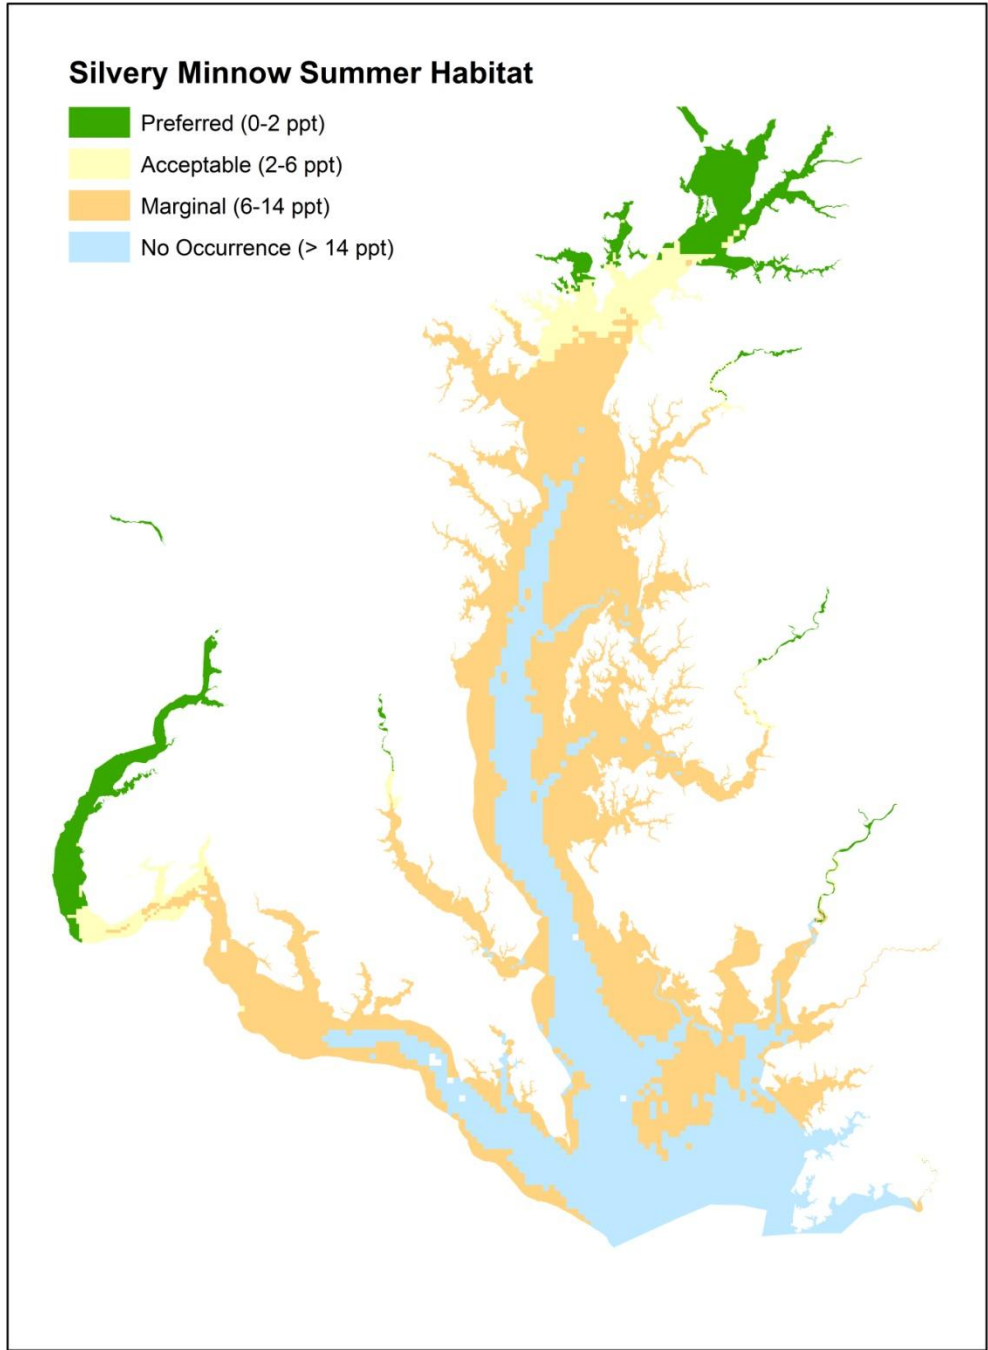 Silvery Minnow Summer Habitat
Preferred (0-2 ppt)
Acceptable (2-6 ppt)
Marginal (6-14 ppt)
No Occurrence (> 14 ppt)